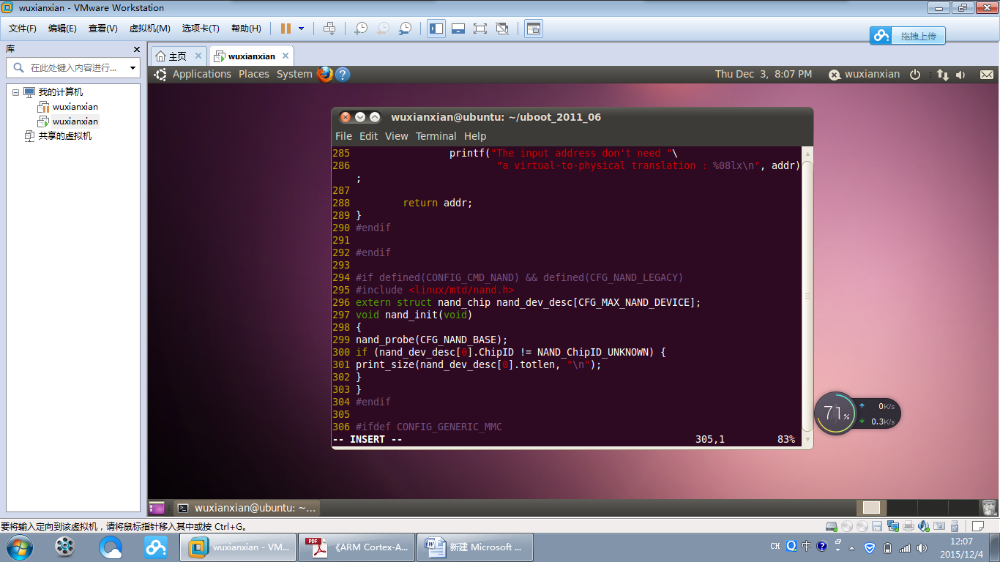 wuxianxian - VMware Workstation
文件(F) 编辑(E) 查看(V) 虚拟机(M) 选项卡(T) 帮助(H)
拖拽上传
库
主页
wuxianxian
在此处键入内容进行...
我的计算机
wuxianxian
wuxianxian
共享的虚拟机
Applications Places System
Thu Dec 3, 8:07 PM
wuxianxian
wuxianxian@ubuntu: ~/uboot_2011_06
File Edit View Terminal Help
285 printf("The input address don't need "\
286 "a virtual-to-physical translation : %08lx\n", addr)
;
287
288 return addr;
289 }
290 #endif
291
292 #endif
293
294 #if defined(CONFIG_CMD_NAND) && defined(CFG_NAND_LEGACY)
295 #include <linux/mtd/nand.h>
296 extern struct nand_chip nand_dev_desc[CFG_MAX_NAND_DEVICE];
297 void nand_init(void)
298 {
299 nand_probe(CFG_NAND_BASE);
300 if (nand_dev_desc[0].ChipID != NAND_ChipID_UNKNOWN) {
301 print_size(nand_dev_desc[0].totlen, "\n");
302 }
303 }
304 #endif
305
306 #ifdef CONFIG_GENERIC_MMC
-- INSERT -- 305,1 83%
71%
0K/s
0.3K/s
wuxianxian@ubuntu: ~...
要将输入定向到该虚拟机，请将鼠标指针移入其中或按 Ctrl+G。
wuxianxian - VM...
PDF
《ARM Cortex-A...
新建 Microsoft ...
CH
中
12:07
2015/12/4